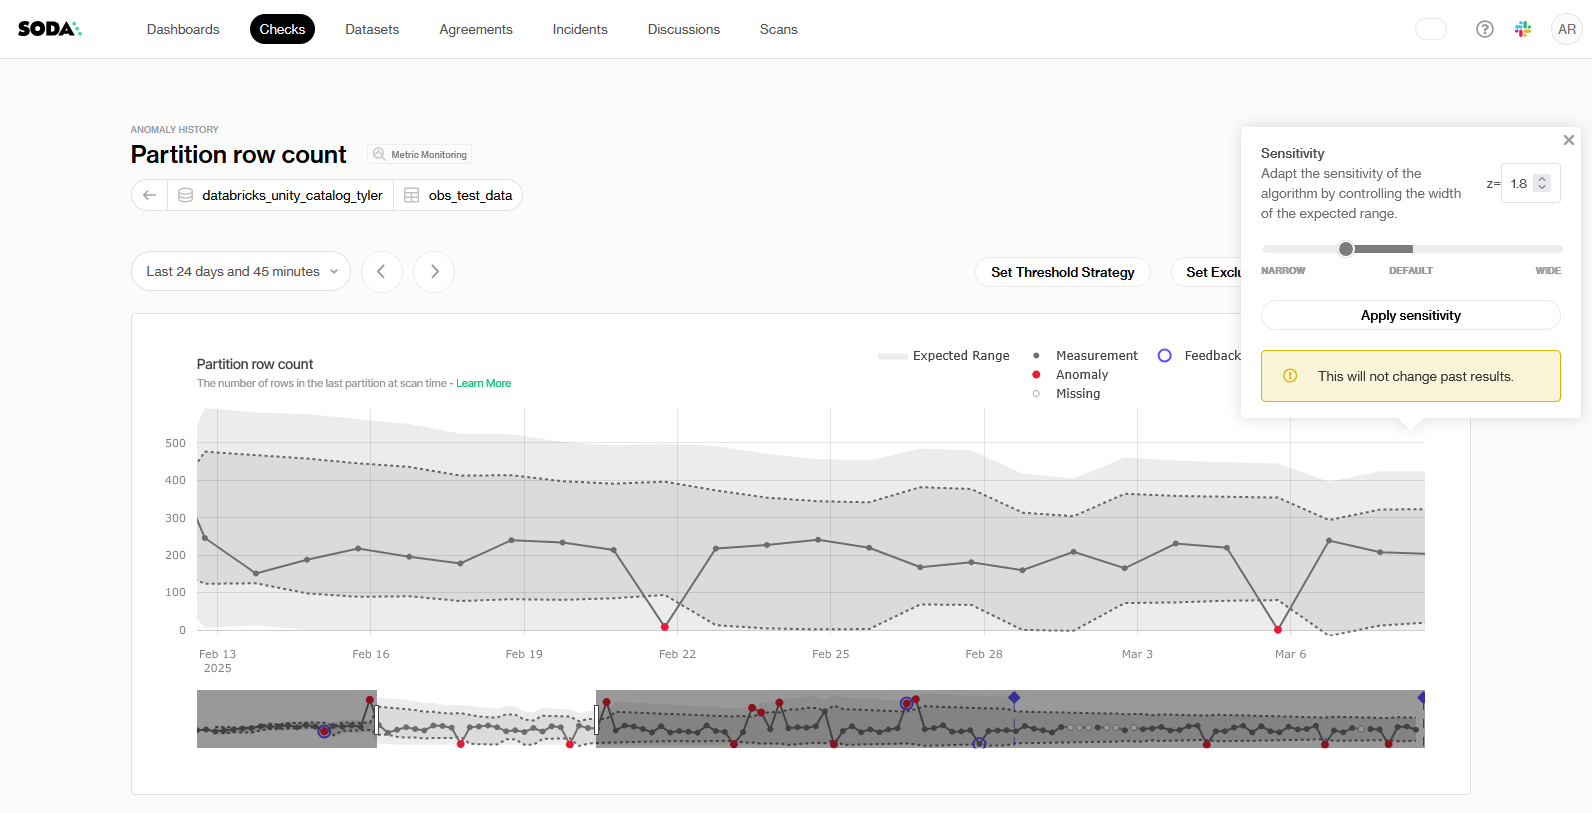 SODA
Dashboards
Checks
Datasets
Agreements
Incidents
Discussions
Scans
AR
ANOMALY HISTORY
Partition row count
Metric Monitoring
databricks_unity_catalog_tyler
obs_test_data
Last 24 days and 45 minutes
Set Threshold Strategy
Set Exclu
Sensitivity
Adapt the sensitivity of the
algorithm by controlling the width
of the expected range.
z=
1.8
NARROW
DEFAULT
WIDE
Apply sensitivity
This will not change past results.
Partition row count
The number of rows in the last partition at scan time - Learn More
Expected Range
Measurement
Feedback
Anomaly
Missing
500
400
300
200
100
0
Feb 13
2025
Feb 16
Feb 19
Feb 22
Feb 25
Feb 28
Mar 3
Mar 6